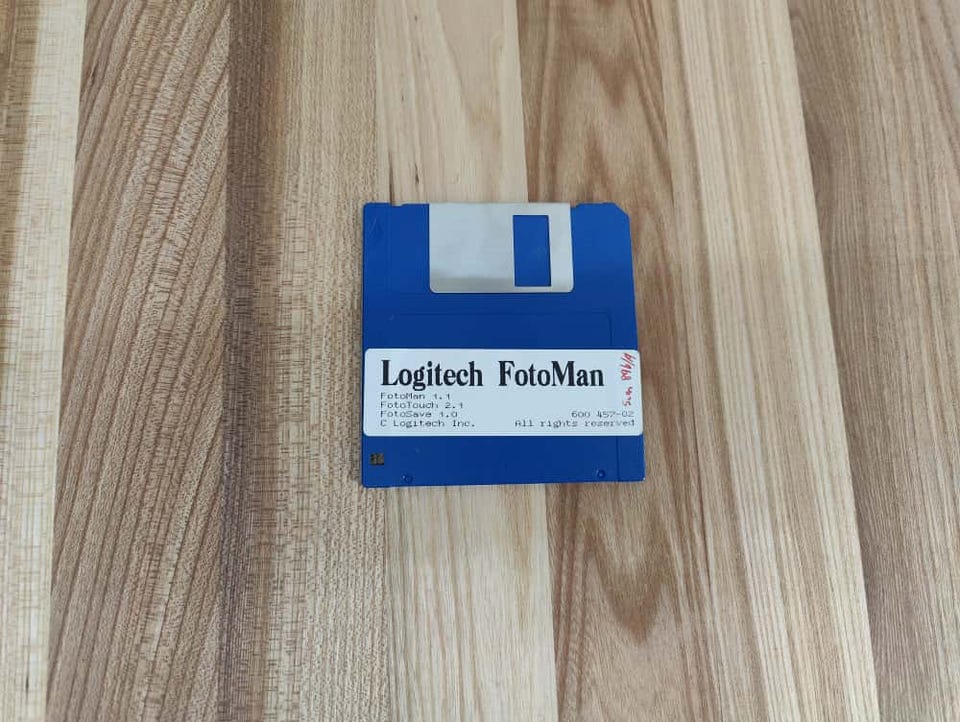 Logitech FotoMan
FotoMan 1.1
FotoTouch 2.1
FotoSave 1.0
600 457-02
C Logitech Inc.
All rights reserved